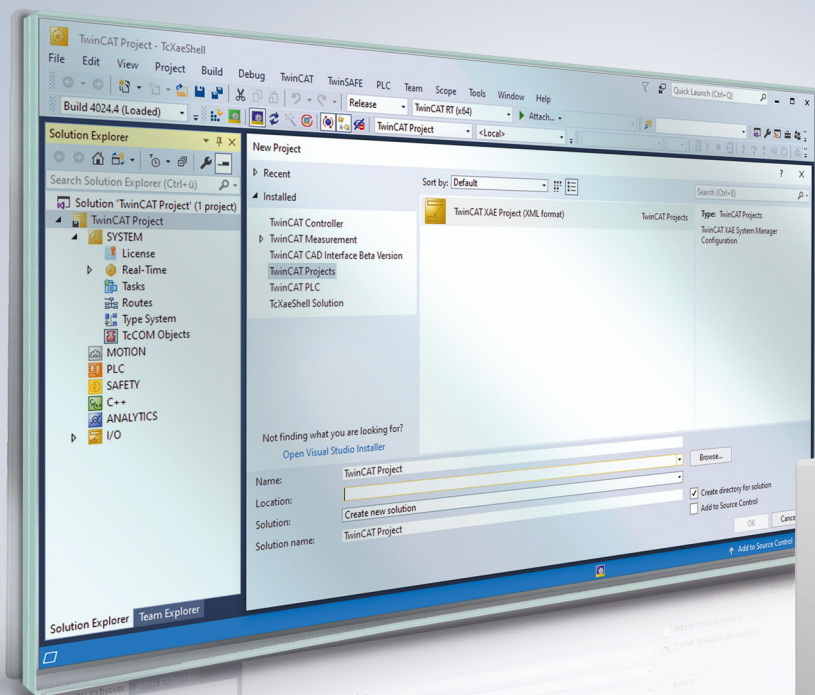 TwinCAT Project - TcXaeShell
File Edit View Project Build Debug TwinCAT TwinSAFE PLC Team Scope Tools Window Help
Quick Launch (Ctrl+Q)
Release TwinCAT RT (x64) Attach...
Build 4024.4 (Loaded) TwinCAT Project <Local>
Solution Explorer
Search Solution Explorer (Ctrl+ü)
Solution 'TwinCAT Project' (1 project)
TwinCAT Project
SYSTEM
License
Real-Time
Tasks
Routes
Type System
TcCOM Objects
MOTION
PLC
SAFETY
C++
ANALYTICS
I/O
Solution Explorer Team Explorer
New Project
? X
Recent
Installed
TwinCAT Controller
TwinCAT Measurement
TwinCAT CAD Interface Beta Version
TwinCAT Projects
TwinCAT PLC
TcXaeShell Solution
Not finding what you are looking for?
Open Visual Studio Installer
Sort by: Default
Search (Ctrl+E)
TwinCAT XAE Project (XML format) TwinCAT Projects
Type: TwinCAT Projects
TwinCAT XAE System Manager
Configuration
Name: TwinCAT Project
Location:
Browse...
Solution: Create new solution
Solution name: TwinCAT Project
Create directory for solution
Add to Source Control
OK Cance
Add to Source Control